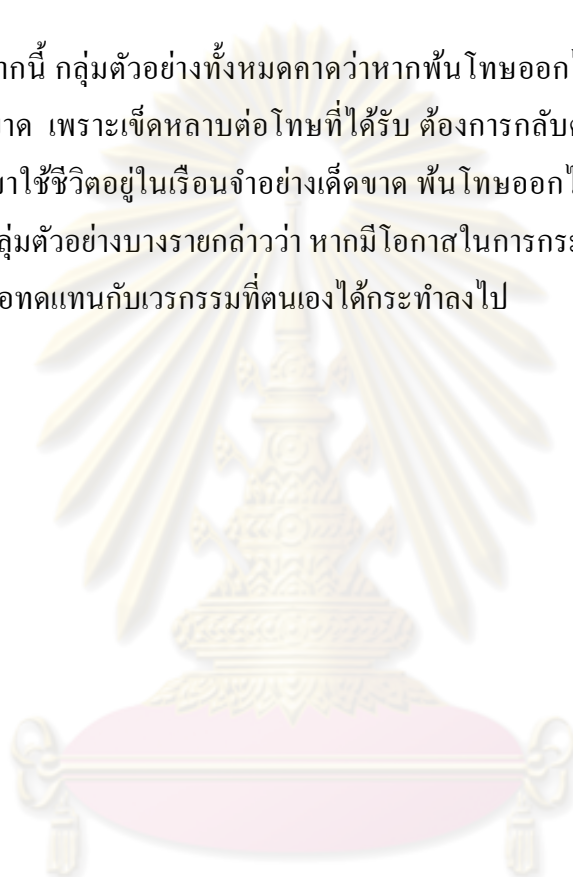 ากนี้ กลุ่มตัวอย่างทั้งหมดคาดว่าหากพ้นโทษออกไ
าด เพราะเข็ดหลาบต่อโทษที่ได้รับ ต้องการกลับ
าใช้ชีวิตอยู่ในเรือนจำอย่างเด็ดขาด พ้นโทษออกไ
ลุ่มตัวอย่างบางรายกล่าวว่า หากมีโอกาสในการกระ
อทดแทนกับเวรกรรมที่ตนเองได้กระทำลงไป